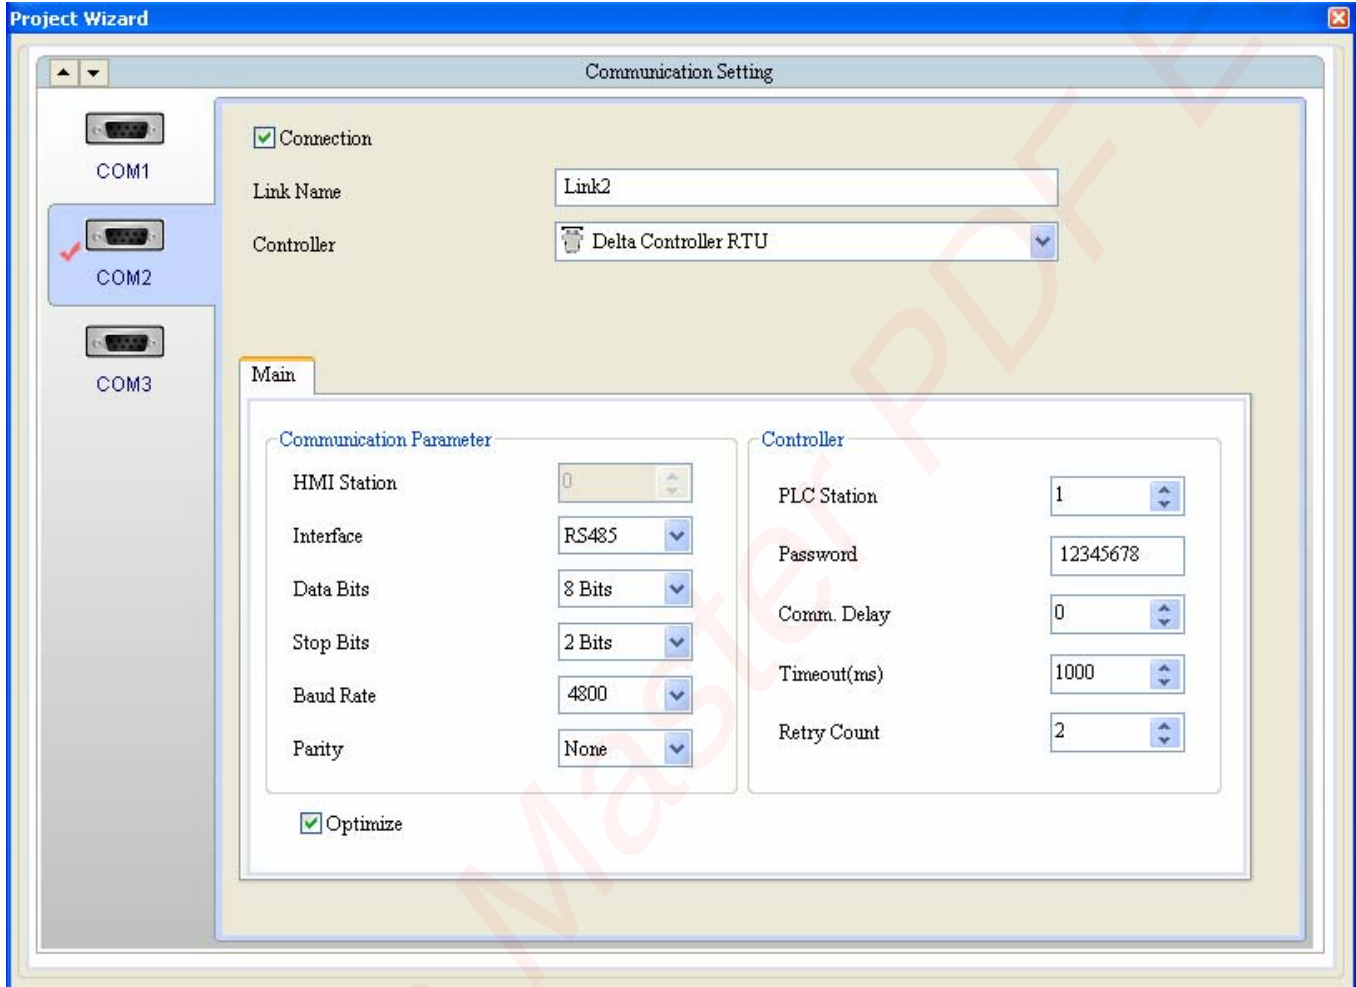 Project Wizard
Communication Setting
COM1
COM2
COM3
Connection
Link Name
Link2
Controller
Delta Controller RTU
Main
Communication Parameter
HMI Station
0
Interface
RS485
Data Bits
8 Bits
Stop Bits
2 Bits
Baud Rate
4800
Parity
None
Optimize
Controller
PLC Station
1
Password
12345678
Comm. Delay
0
Timeout(ms)
1000
Retry Count
2
Master PDF